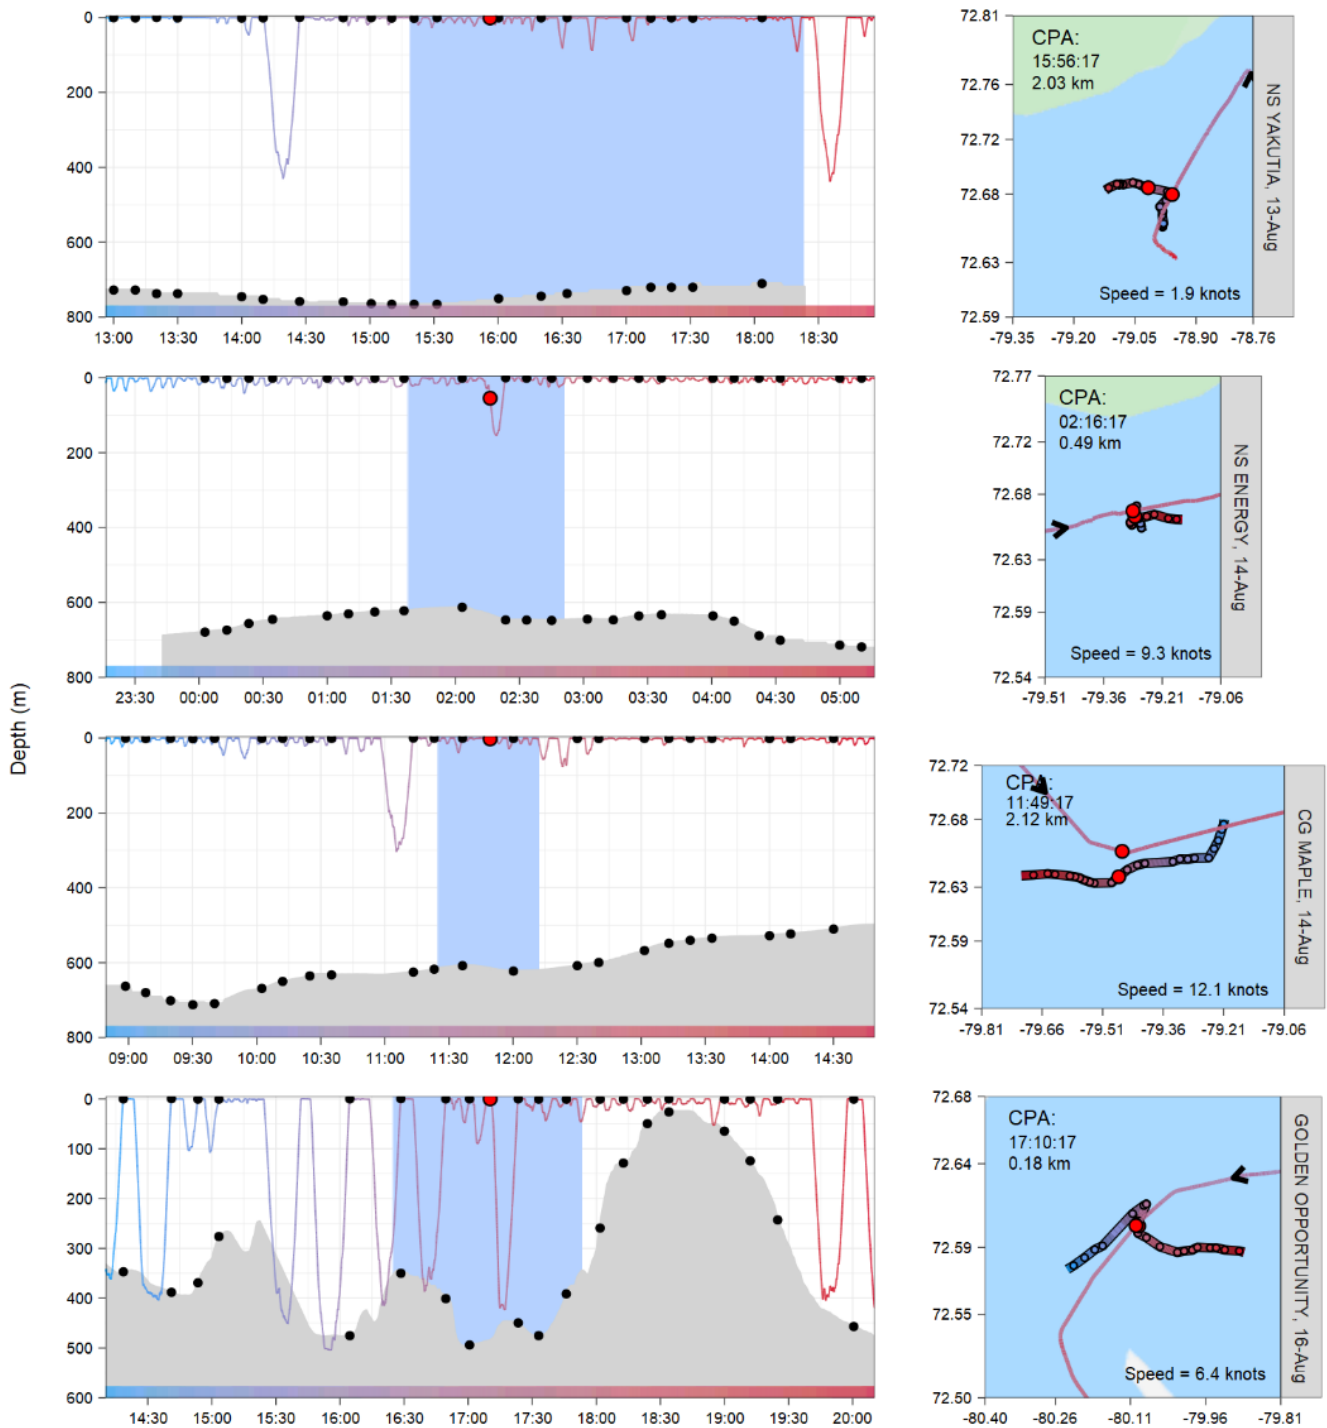 Depth (m)
0
200
400
600
800
13:00 13:30 14:00 14:30 15:00 15:30 16:00 16:30 17:00 17:30 18:00 18:30
72.81
72.76
72.72
72.68
72.63
72.59
CPA:
15:56:17
2.03 km
Speed = 1.9 knots
-79.35 -79.20 -79.05 -78.90 -78.76
NS YAKUTIA, 13-Aug
0
200
400
600
800
23:30 00:00 00:30 01:00 01:30 02:00 02:30 03:00 03:30 04:00 04:30 05:00
72.77
72.72
72.68
72.63
72.59
72.54
CPA:
02:16:17
0.49 km
Speed = 9.3 knots
-79.51 -79.36 -79.21 -79.06
NS ENERGY, 14-Aug
0
200
400
600
800
09:00 09:30 10:00 10:30 11:00 11:30 12:00 12:30 13:00 13:30 14:00 14:30
72.72
72.68
72.63
72.59
72.54
CPA:
11:49:17
2.12 km
Speed = 12.1 knots
-79.81 -79.66 -79.51 -79.36 -79.21 -79.06
CG MAPLE, 14-Aug
0
100
200
300
400
500
600
14:30 15:00 15:30 16:00 16:30 17:00 17:30 18:00 18:30 19:00 19:30 20:00
72.68
72.64
72.59
72.55
72.50
CPA:
17:10:17
0.18 km
Speed = 6.4 knots
-80.40 -80.26 -80.11 -79.96 -79.81
GOLDEN OPPORTUNITY, 16-Aug